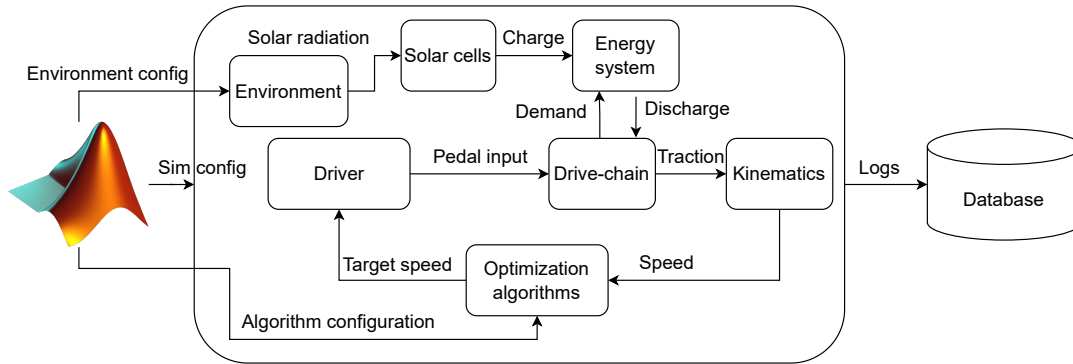 Solar radiation
Charge
Solar cells
Energy
system
Environment config
Environment
Demand
Discharge
Sim config
Driver
Pedal input
Drive-chain
Traction
Kinematics
Logs
Database
Target speed
Optimization
algorithms
Speed
Algorithm configuration